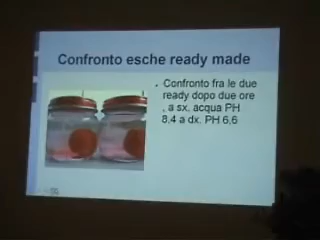 Confronto esche ready made
Confronto fra le due
ready dopo due ore
, a sx. acqua PH
8,4 a dx. PH 6,6